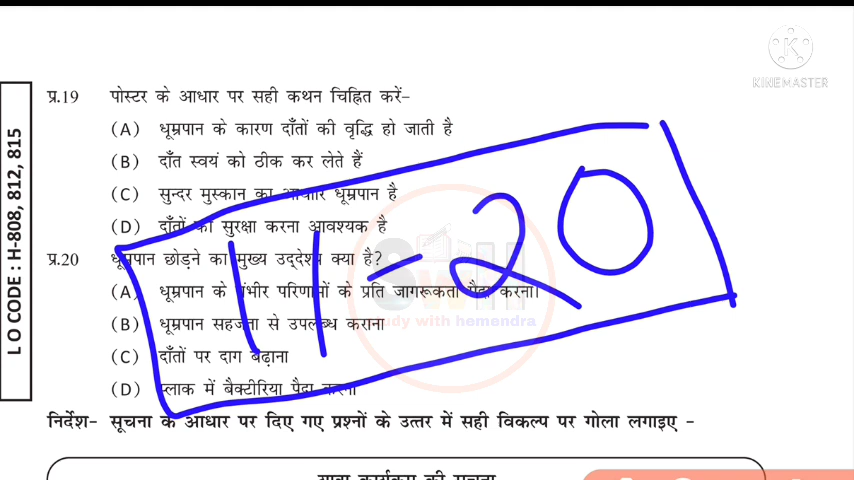 KINEMASTER
LO CODE : H-808, 812, 815
प्र.19 पोस्टर के आधार पर सही कथन चिह्नित करें-
(A) धूम्रपान के कारण दाँतों की वृद्धि हो जाती है
(B) दाँत स्वयं को ठीक कर लेते हैं
(C) सुन्दर मुस्कान का आधार धूम्रपान है
(D) दाँतों की सुरक्षा करना आवश्यक है
प्र.20 धूम्रपान छोड़ने का मुख्य उद्देश्य क्या है?
(A) धूम्रपान के गंभीर परिणामों के प्रति जागरूकता पैदा करना।
(B) धूम्रपान सहजता से उपलब्ध कराना
(C) दाँतों पर दाग बढ़ाना
(D) प्लाक में बैक्टीरिया पैदा करना
11-20
study with hemendra
निर्देश- सूचना के आधार पर दिए गए प्रश्नों के उत्तर में सही विकल्प पर गोला लगाइए -